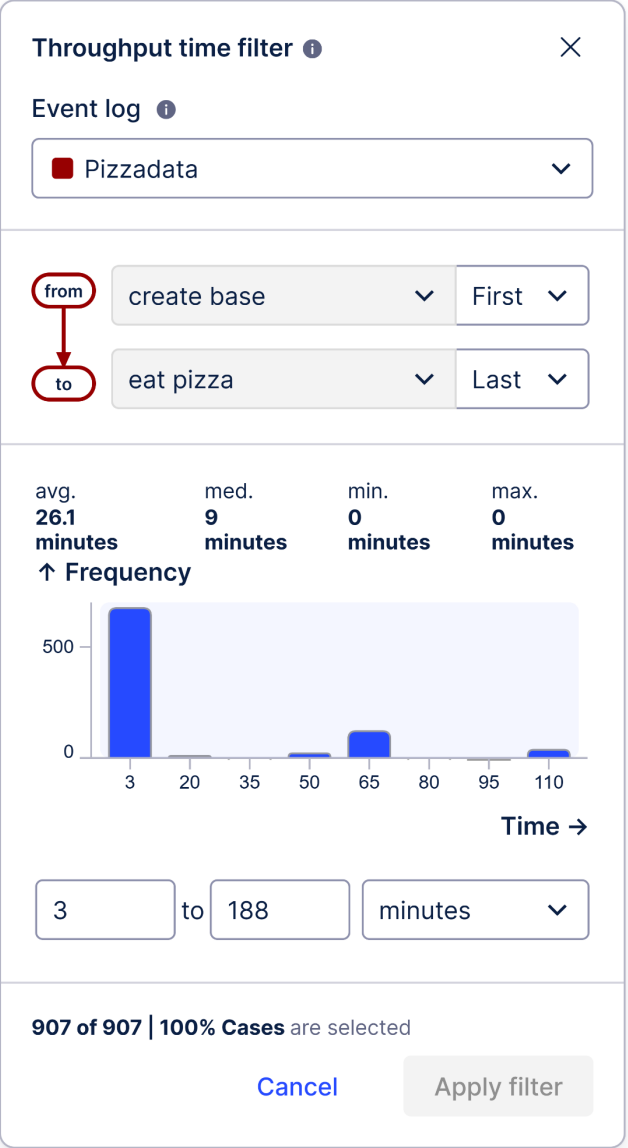 Throughput time filter
Event log
Pizzadata
from create base First
to eat pizza Last
avg. med. min. max.
26.1 9 0 0
minutes minutes minutes minutes
↑ Frequency
500
0
3 20 35 50 65 80 95 110
Time →
3 to 188 minutes
907 of 907 | 100% Cases are selected
Cancel Apply filter